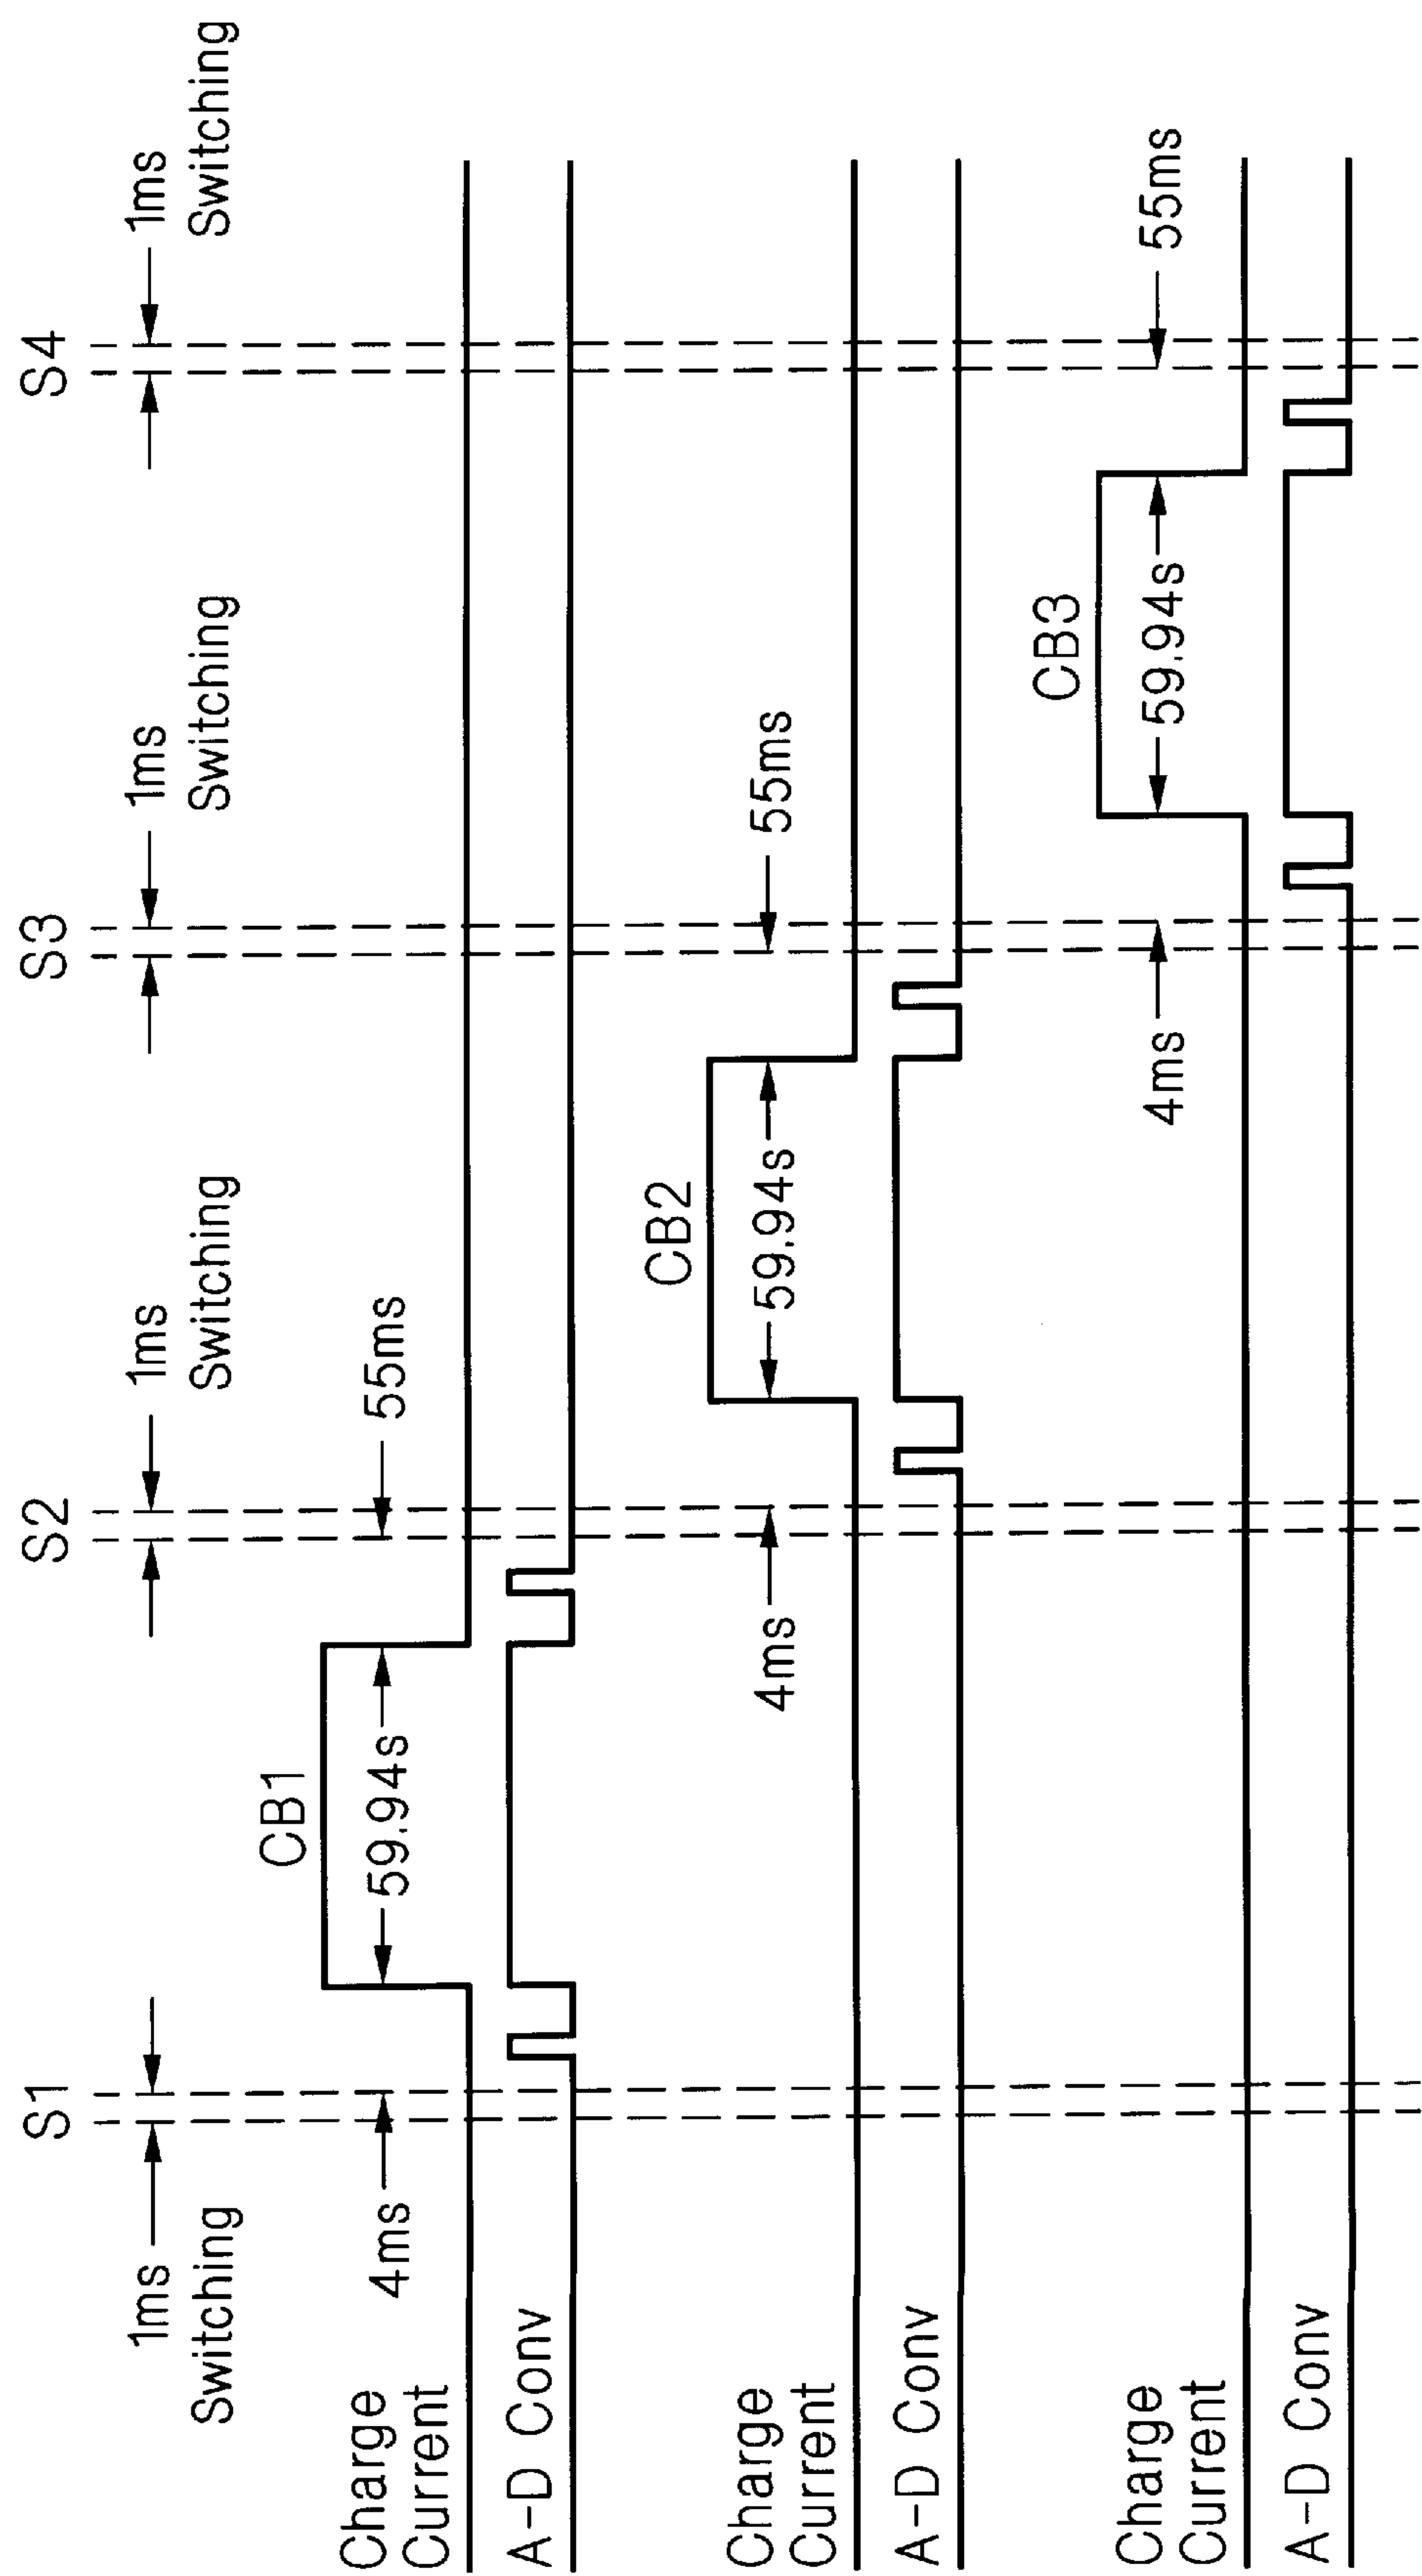 S1
S2
S3
S4
1ms
Switching
1ms
Switching
1ms
Switching
1ms
Switching
CB1
Charge
Current
4ms
59.94s
55ms
A-D Conv
CB2
Charge
Current
4ms
59.94s
55ms
A-D Conv
CB3
Charge
Current
4ms
59.94s
55ms
A-D Conv